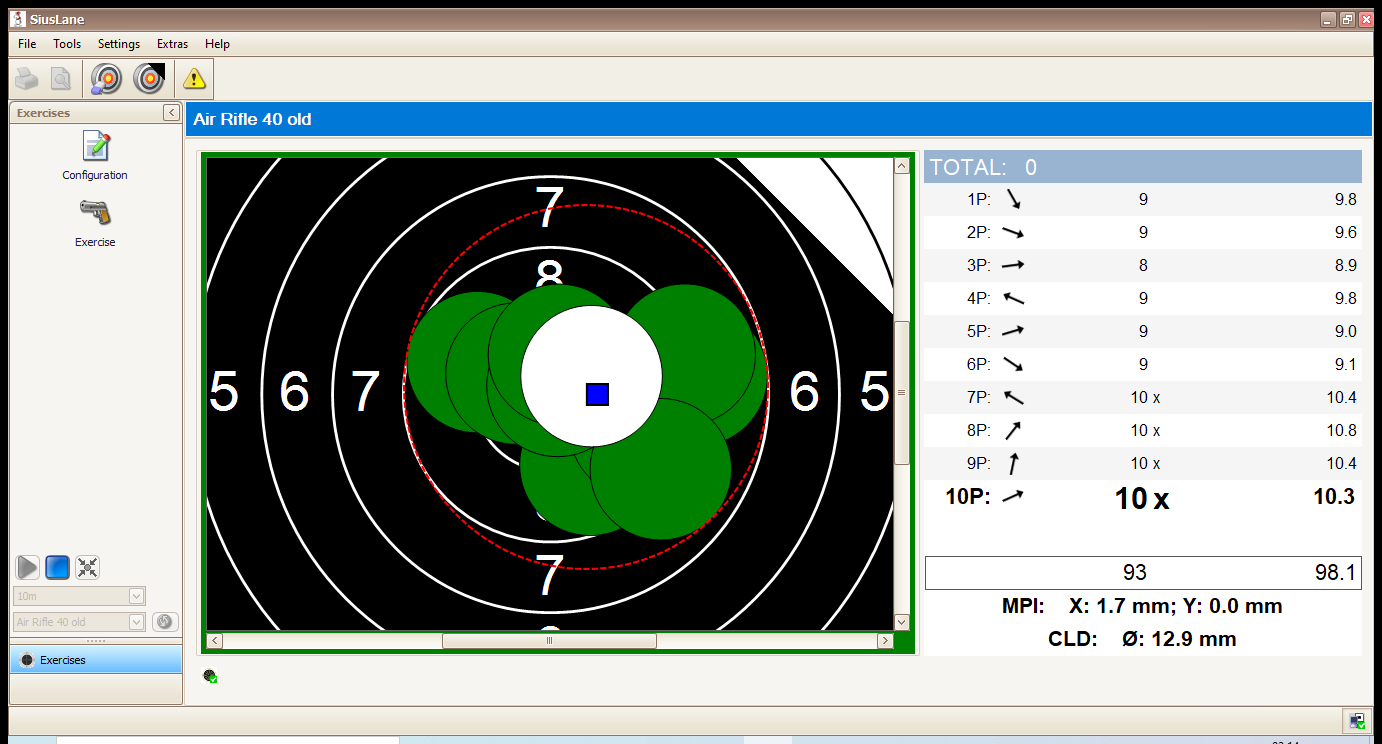 SiusLane
File Tools Settings Extras Help
Exercises
Configuration
Exercise
10m
Air Rifle 40 old
Exercises
Air Rifle 40 old
7
8
5 6 7 6 5
7
TOTAL: 0
1P: 9 9.8
2P: 9 9.6
3P: 8 8.9
4P: 9 9.8
5P: 9 9.0
6P: 9 9.1
7P: 10 x 10.4
8P: 10 x 10.8
9P: 10 x 10.4
10P: 10 x 10.3
93 98.1
MPI: X: 1.7 mm; Y: 0.0 mm
CLD: Ø: 12.9 mm